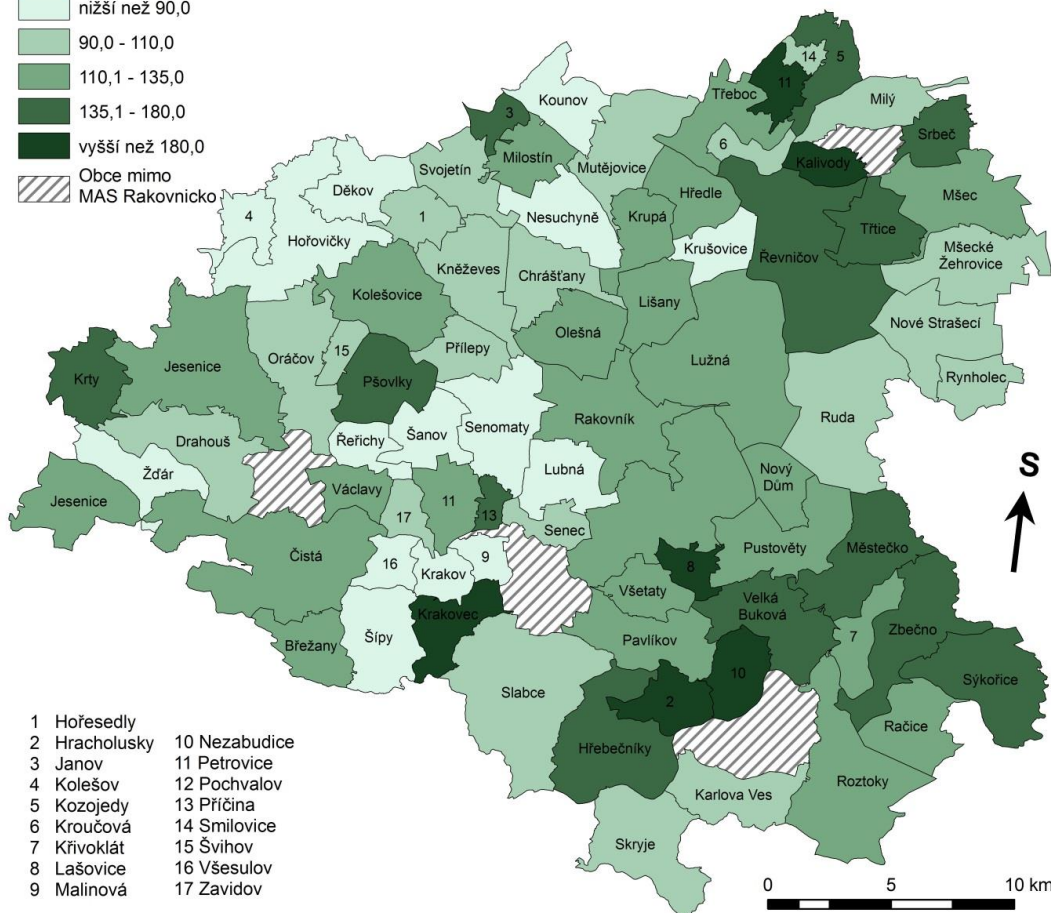 nižší než 90,0
90,0 - 110,0
110,1 - 135,0
135,1 - 180,0
vyšší než 180,0
Obce mimo
MAS Rakovnicko
14
5
11
Třeboc
Kounov
Milý
3
Srbeč
6
Kalivody
Milostín
Mutějovice
Svojetín
Děkov
Hředle
Mšec
4
1
Nesuchyně
Krupá
Třtice
Hořovičky
Krušovice
Mšecké
Žehrovice
Řevničov
Kněževes
Chrášťany
Kolešovice
Lišany
Nové Strašecí
Olešná
Přílepy
15
Oráčov
Lužná
Jesenice
Krty
Pšovlky
Rynholec
Ruda
Rakovník
Senomaty
Šanov
Řeřichy
Drahouš
Lubná
Žďár
Nový
Dům
Václavy
Jesenice
11
13
17
Senec
Čistá
Pustověty
Městečko
9
16
Krakov
8
Všetaty
Velká
Buková
Zbečno
7
Krakovec
Šípy
Pavlíkov
Břežany
10
Sýkořice
Slabce
2
Račice
Hřebečníky
Roztoky
Karlova Ves
Skryje
S
1 Hořesedly
2 Hracholusky
3 Janov
4 Kolešov
5 Kozojedy
6 Kroučová
7 Křivoklát
8 Lašovice
9 Malinová
10 Nezabudice
11 Petrovice
12 Pochvalov
13 Příčina
14 Smilovice
15 Švihov
16 Všesulov
17 Zavidov
0 5 10 km